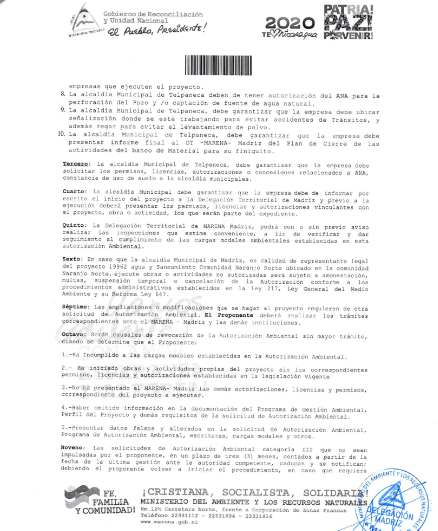 Gobierno de Reconciliación
y Unidad Nacional
El Pueblo, Presidente!
2020
PATRIA!
PAZ!
PORVENIR!
empresas que ejecuten el proyecto.
8. La alcaldía Municipal de Telpaneca deben de tener autorización del ANA para la
perforación del Pozo y /o captación de fuente de agua natural.
9. La alcaldía Municipal de Telpaneca, debe garantizar que la empresa debe ubicar
señalización donde se esté trabajando para evitar accidentes de Tránsitos, y
además regar para evitar el levantamiento de polvo.
10. La alcaldía Municipal de Telpaneca, debe garantizar que la empresa debe
presentar informe final al DT -MARENA- Madriz del Plan de Cierre de las
actividades del banco de Material para su finiquito.
Tercero: La alcaldía Municipal de Telpaneca, debe garantizar que la empresa debe
solicitar los permisos, licencias, autorizaciones o concesiones relacionados a ANA,
constancia de uso de suelo a la alcaldía Municipales.
Cuarto: la alcaldía Municipal debe garantizar que la empresa debe de informar por
escrito el inicio del proyecto a la Delegación Territorial de Madriz y previo a la
ejecución deberá presentar los permisos, licencias y autorizaciones vinculantes con
el proyecto, obra o actividad, los que serán parte del expediente.
Quinto: La Delegación Territorial de MARENA Madriz, podrá con o sin previo aviso
realizar las inspecciones que estime conveniente, a fin de verificar y dar
seguimiento al cumplimiento de las cargas modales ambientales establecidas en esta
autorización Ambiental.
Sexto: En caso que la alcaldía Municipal de Madriz, en calidad de representante legal
del proyecto 19962 agua y Saneamiento Comunidad Naranjo Norte ubicado en la comunidad
Naranjo Norte, ejecute obras o actividades no autorizadas será sujeto a amonestación,
multas, suspensión temporal o cancelación de la Autorización conforme a los
procedimientos administrativos establecidos en la ley 217, Ley General del Medio
Ambiente y su Reforma Ley 647.
Séptimo: Las ampliaciones o modificaciones que se hagan al proyecto requieren de otra
solicitud de Autorización Ambiental. El Proponente deberá realizar los trámites
correspondientes ante el MARENA - Madriz y las demás instituciones.
Octavo: Serán causales de revocación de la Autorización Ambiental sin mayor trámite,
cuando se determine que el Proponente:
1.-Ha Incumplido a las cargas modales establecidas en la Autorización Ambiental.
2.- Ha iniciado obras y actividades propias del proyecto sin los correspondientes
permisos, licencias y autorizaciones establecidas en la legislación vigente
3.-No ha presentado al MARENA- Madriz las demás autorizaciones, licencias y permisos,
correspondiente del proyecto a ejecutar.
4.-Haber omitido información en la documentación del Programa de Gestión Ambiental,
Perfil del Proyecto y demás requisitos de la solicitud de Autorización Ambiental.
5.-Presentar datos falsos y alterados en la solicitud de Autorización Ambiental,
Programa de Autorización Ambiental, escrituras, cargas modales y otros.
Noveno: Las solicitudes de Autorización Ambiental categoría III que no sean
impulsadas por el proponente, en un plazo de tres (3) meses, contados a partir de la
fecha de la última gestión ante la autoridad competente, caducas y se notifican;
debiendo el proponente volver a iniciar el procedimiento, en caso que requiera
FE,
FAMILIA
Y COMUNIDAD!
¡CRISTIANA, SOCIALISTA, SOLIDARIA!
MINISTERIO DEL AMBIENTE Y LOS RECURSOS NATURALES
Km.12½ Carretera Norte, frente a Corporación de Zonas Francas
www.marena.gob.ni
DELEGACIÓN
MADRIZ